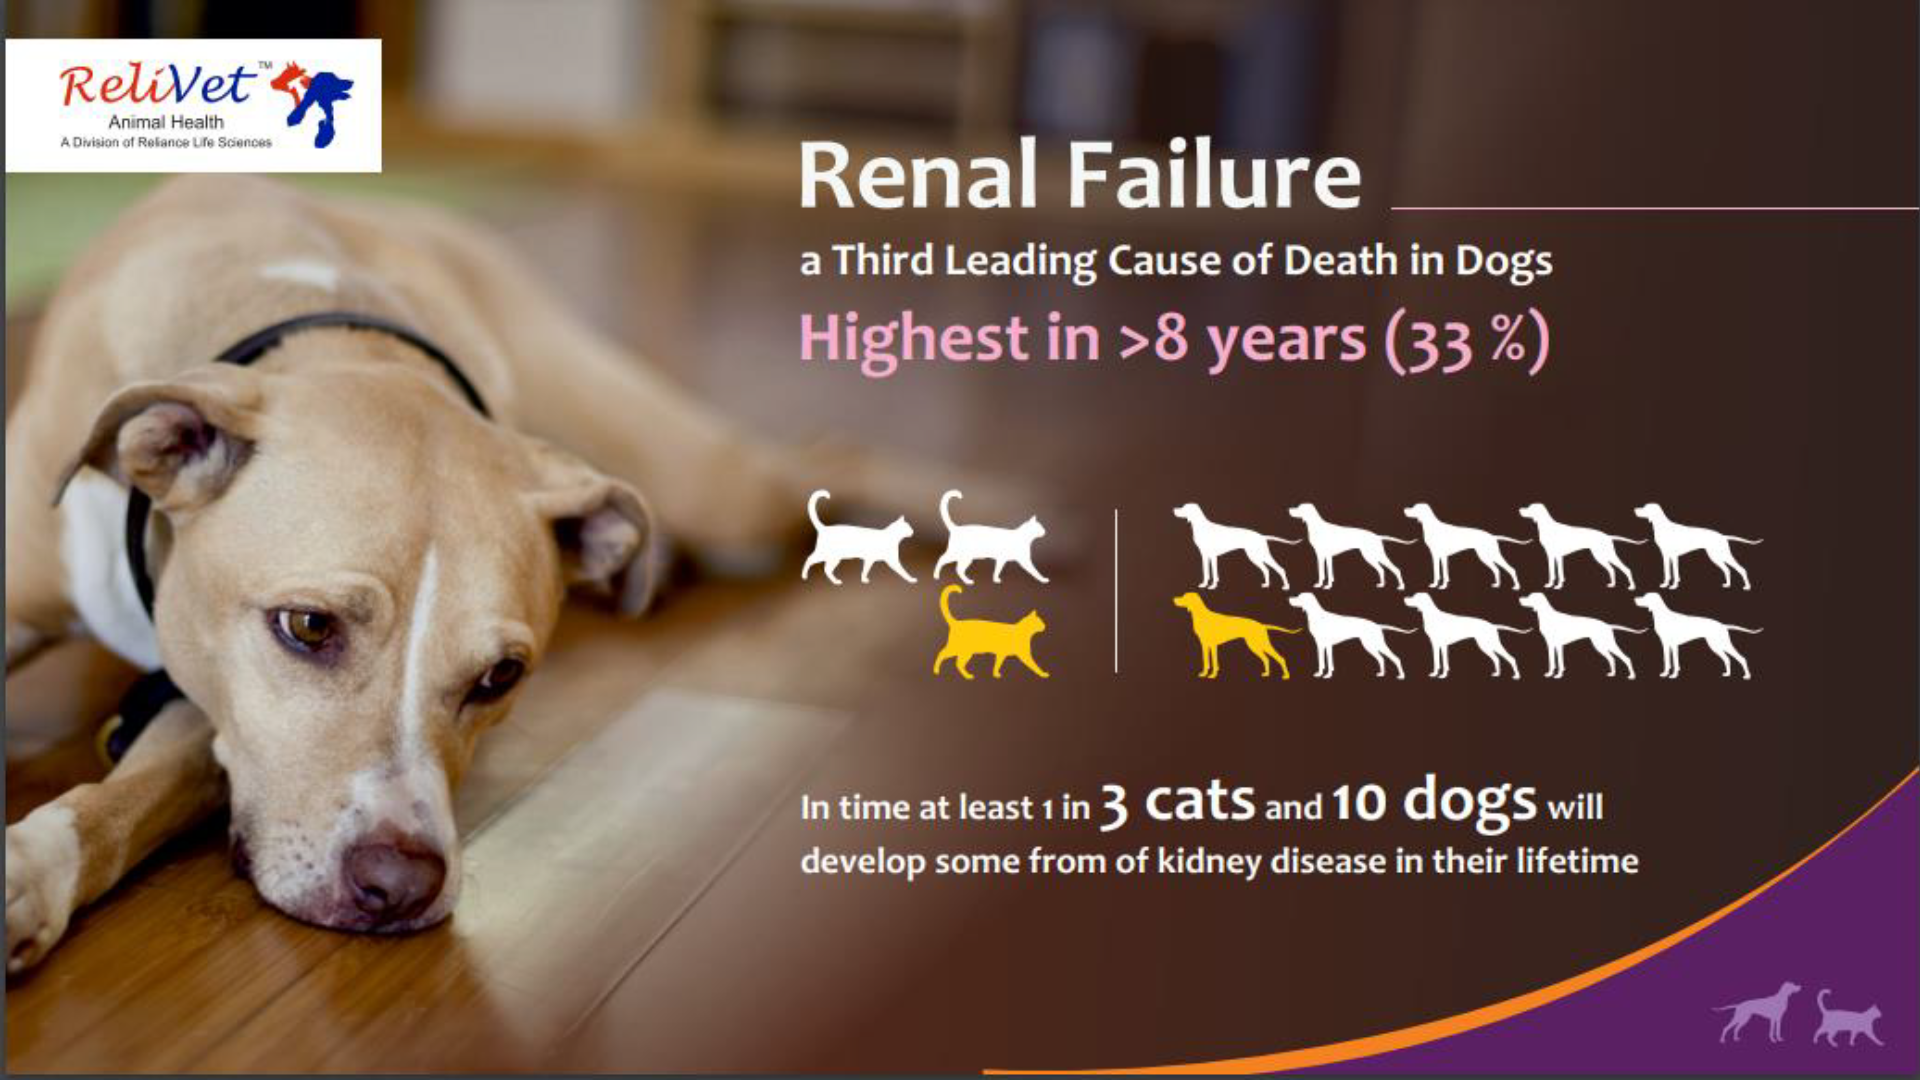 ReliVet™
Animal Health
A Division of Reliance Life Sciences
Renal Failure
a Third Leading Cause of Death in Dogs
Highest in >8 years (33 %)
In time at least 1 in 3 cats and 10 dogs will
develop some from of kidney disease in their lifetime